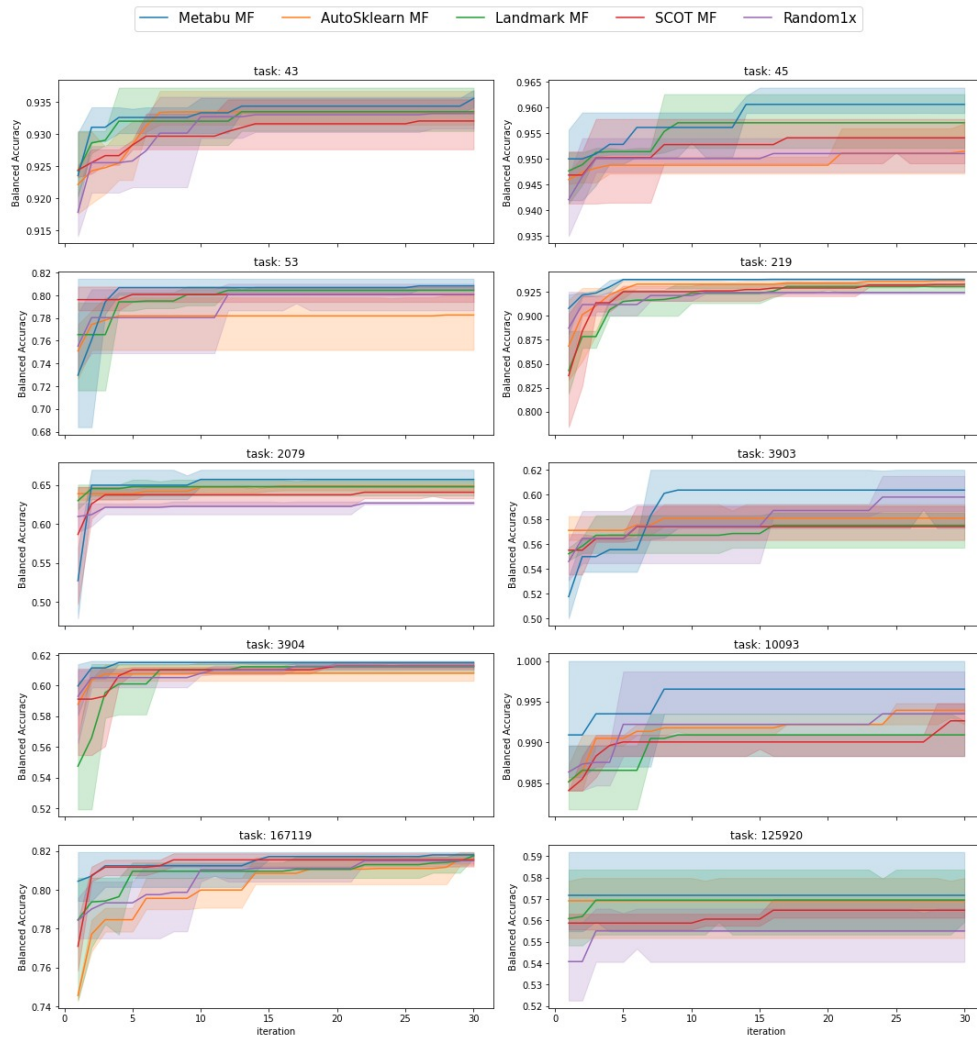 Metabu MF AutoSklearn MF Landmark MF SCOT MF Random1x
task: 43
0.935
0.930
0.925
0.920
0.915
Balanced Accuracy
task: 45
0.965
0.960
0.955
0.950
0.945
0.940
0.935
Balanced Accuracy
task: 53
0.82
0.80
0.78
0.76
0.74
0.72
0.70
0.68
Balanced Accuracy
task: 219
0.925
0.900
0.875
0.850
0.825
0.800
Balanced Accuracy
task: 2079
0.65
0.60
0.55
0.50
Balanced Accuracy
task: 3903
0.62
0.60
0.58
0.56
0.54
0.52
0.50
Balanced Accuracy
task: 3904
0.62
0.60
0.58
0.56
0.54
0.52
Balanced Accuracy
task: 10093
1.000
0.995
0.990
0.985
Balanced Accuracy
task: 167119
0.82
0.80
0.78
0.76
0.74
Balanced Accuracy
0 5 10 15 20 25 30
iteration
task: 125920
0.59
0.58
0.57
0.56
0.55
0.54
0.53
0.52
Balanced Accuracy
0 5 10 15 20 25 30
iteration